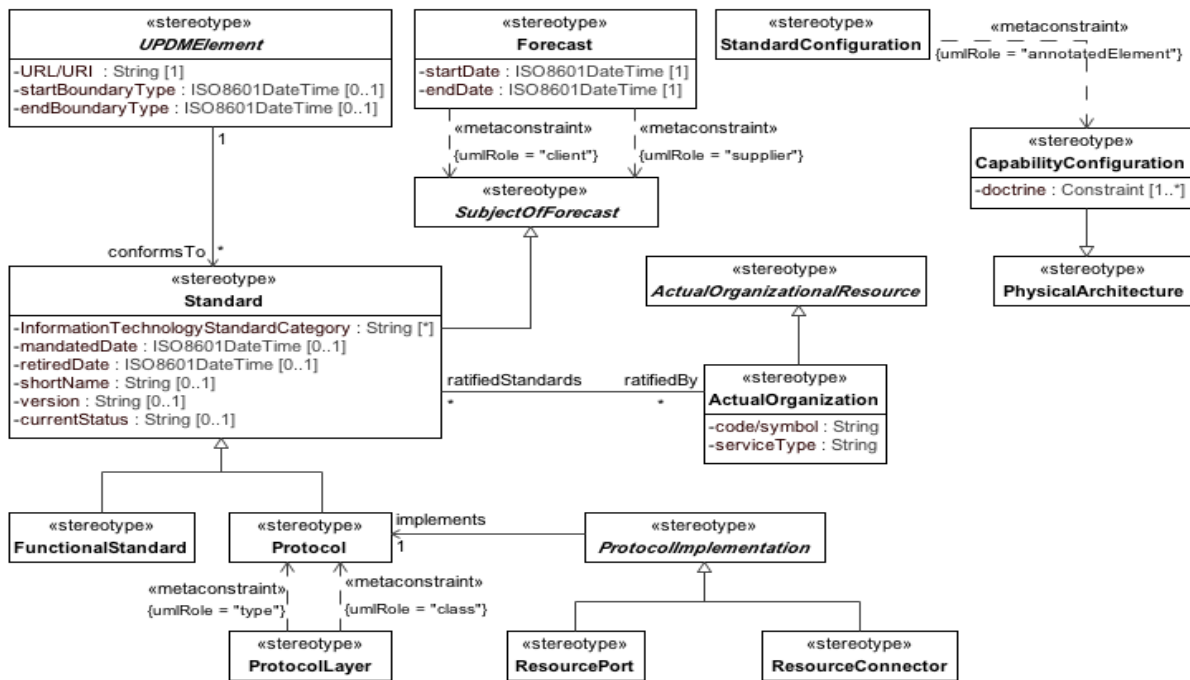 «stereotype»
UPDMElement
-URL/URI : String [1]
-startBoundaryType : ISO8601DateTime [0..1]
-endBoundaryType : ISO8601DateTime [0..1]
«stereotype»
Forecast
-startDate : ISO8601DateTime [1]
-endDate : ISO8601DateTime [1]
«stereotype»
StandardConfiguration
«metaconstraint»
{umlRole = "annotatedElement"}
1
«metaconstraint»
{umlRole = "client"}
«metaconstraint»
{umlRole = "supplier"}
«stereotype»
CapabilityConfiguration
-doctrine : Constraint [1..*]
«stereotype»
SubjectOfForecast
conformsTo *
«stereotype»
Standard
-InformationTechnologyStandardCategory : String [*]
-mandatedDate : ISO8601DateTime [0..1]
-retiredDate : ISO8601DateTime [0..1]
-shortName : String [0..1]
-version : String [0..1]
-currentStatus : String [0..1]
«stereotype»
ActualOrganizationalResource
«stereotype»
PhysicalArchitecture
ratifiedStandards
*
ratifiedBy
*
«stereotype»
ActualOrganization
-code/symbol : String
-serviceType : String
«stereotype»
FunctionalStandard
«stereotype»
Protocol
implements
1
«stereotype»
ProtocolImplementation
«metaconstraint»
{umlRole = "type"}
«metaconstraint»
{umlRole = "class"}
«stereotype»
ProtocolLayer
«stereotype»
ResourcePort
«stereotype»
ResourceConnector